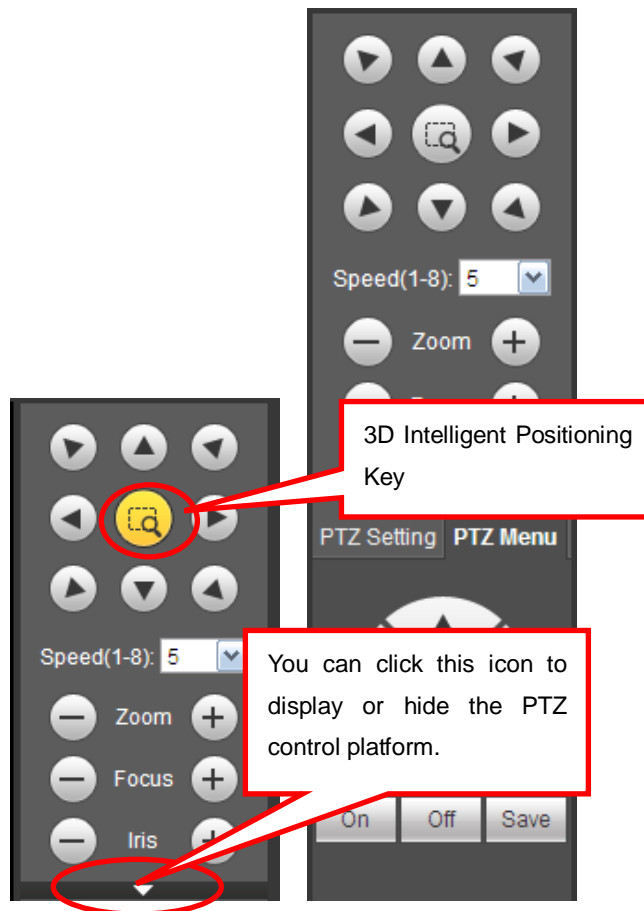 Speed(1-8): 5
Zoom
3D Intelligent Positioning
Key
PTZ Setting PTZ Menu
Speed(1-8): 5
Zoom
Focus
Iris
You can click this icon to
display or hide the PTZ
control platform.
On Off Save